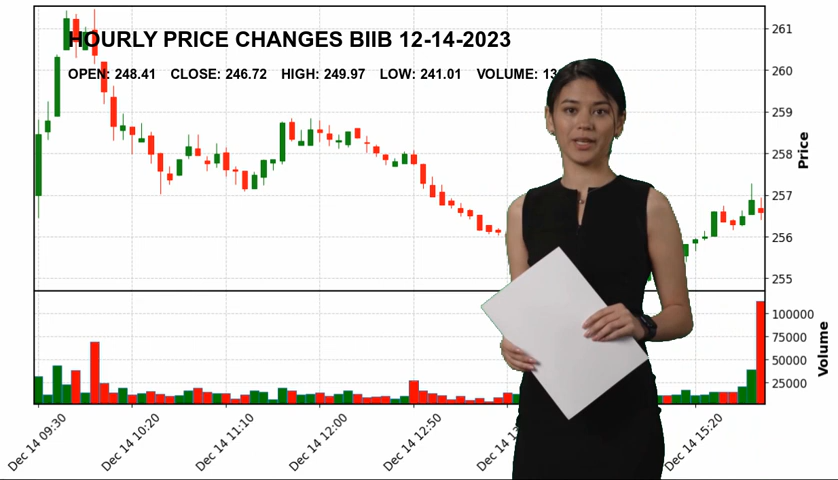 HOURLY PRICE CHANGES BIIB 12-14-2023
OPEN: 248.41 CLOSE: 246.72 HIGH: 249.97 LOW: 241.01 VOLUME: 13
261
260
259
258
257
256
255
Price
100000
75000
50000
25000
Volume
Dec 14 09:30
Dec 14 10:20
Dec 14 11:10
Dec 14 12:00
Dec 14 12:50
Dec 14
Dec 14 15:20